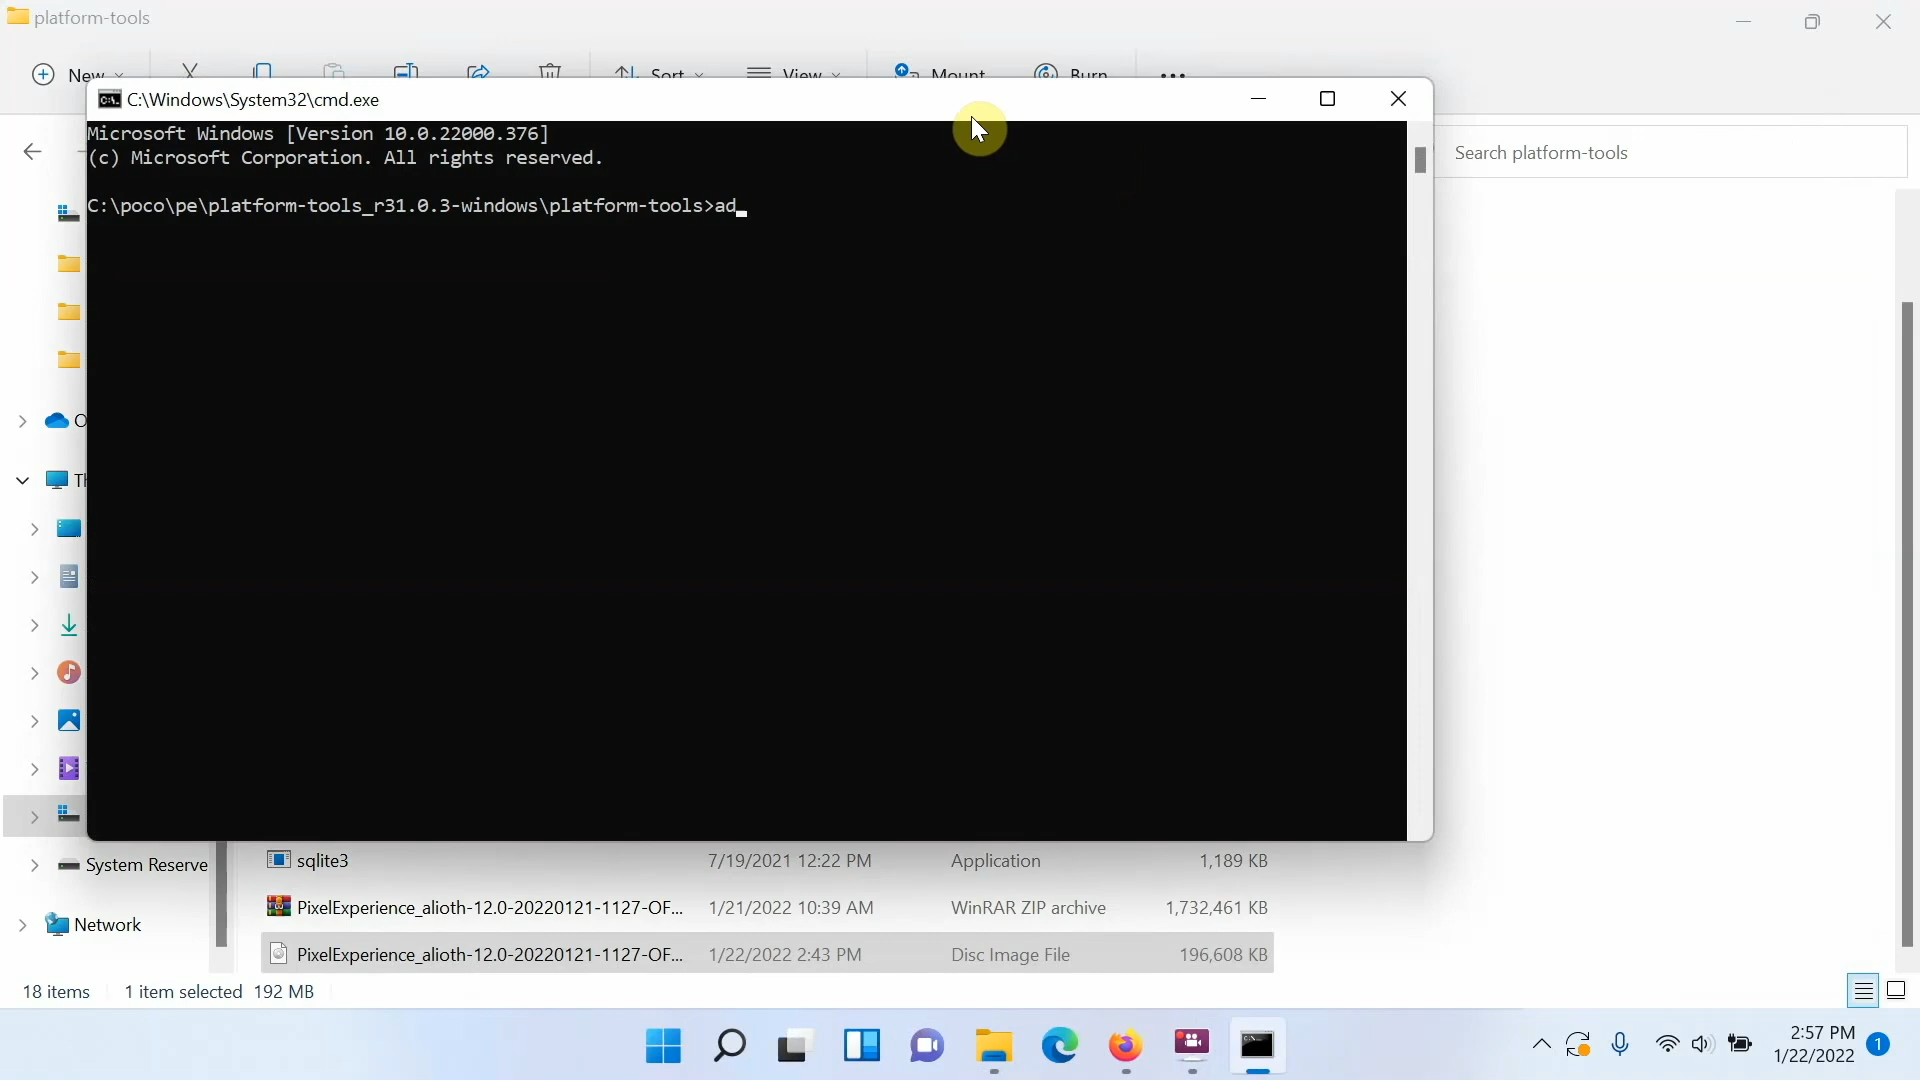 platform-tools
New
Sort
View
Mount
Burn
C:\Windows\System32\cmd.exe
Search platform-tools
Microsoft Windows [Version 10.0.22000.376]
(c) Microsoft Corporation. All rights reserved.
C:\poco\pe\platform-tools_r31.0.3-windows\platform-tools>ad_
O
Th
System Reserve
Network
sqlite3 7/19/2021 12:22 PM Application 1,189 KB
PixelExperience_alioth-12.0-20220121-1127-OF... 1/21/2022 10:39 AM WinRAR ZIP archive 1,732,461 KB
PixelExperience_alioth-12.0-20220121-1127-OF... 1/22/2022 2:43 PM Disc Image File 196,608 KB
18 items 1 item selected 192 MB
2:57 PM
1/22/2022
1